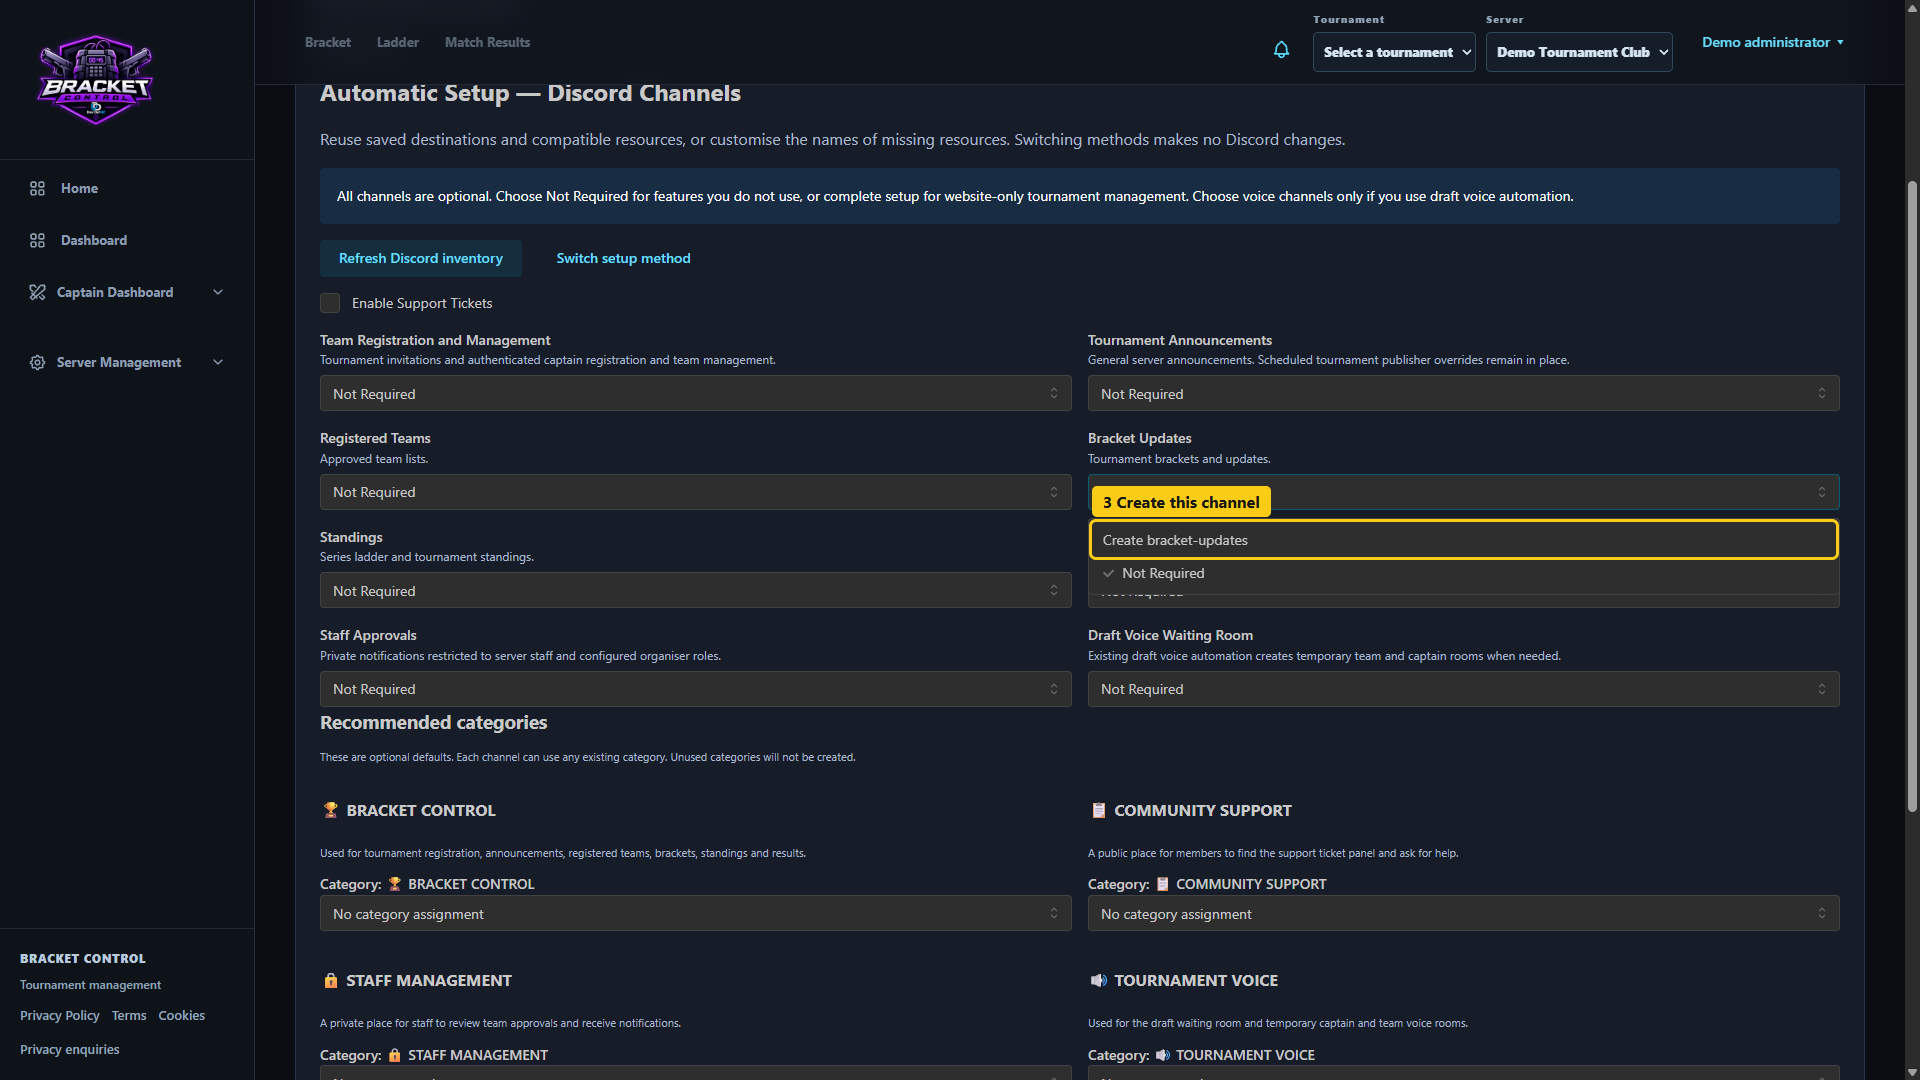 BRACKET
CONTROL
Home
Dashboard
Captain Dashboard
Server Management
BRACKET CONTROL
Tournament management
Privacy Policy Terms Cookies
Privacy enquiries
Bracket Ladder Match Results
Tournament
Select a tournament
Server
Demo Tournament Club
Demo administrator
Automatic Setup — Discord Channels
Reuse saved destinations and compatible resources, or customise the names of missing resources. Switching methods makes no Discord changes.
All channels are optional. Choose Not Required for features you do not use, or complete setup for website-only tournament management. Choose voice channels only if you use draft voice automation.
Refresh Discord inventory Switch setup method
Enable Support Tickets
Team Registration and Management
Tournament invitations and authenticated captain registration and team management.
Not Required
Tournament Announcements
General server announcements. Scheduled tournament publisher overrides remain in place.
Not Required
Registered Teams
Approved team lists.
Not Required
Bracket Updates
Tournament brackets and updates.
3 Create this channel
Create bracket-updates
Not Required
Standings
Series ladder and tournament standings.
Not Required
Staff Approvals
Private notifications restricted to server staff and configured organiser roles.
Not Required
Draft Voice Waiting Room
Existing draft voice automation creates temporary team and captain rooms when needed.
Not Required
Recommended categories
These are optional defaults. Each channel can use any existing category. Unused categories will not be created.
BRACKET CONTROL
Used for tournament registration, announcements, registered teams, brackets, standings and results.
Category: BRACKET CONTROL
No category assignment
COMMUNITY SUPPORT
A public place for members to find the support ticket panel and ask for help.
Category: COMMUNITY SUPPORT
No category assignment
STAFF MANAGEMENT
A private place for staff to review team approvals and receive notifications.
Category: STAFF MANAGEMENT
TOURNAMENT VOICE
Used for the draft waiting room and temporary captain and team voice rooms.
Category: TOURNAMENT VOICE